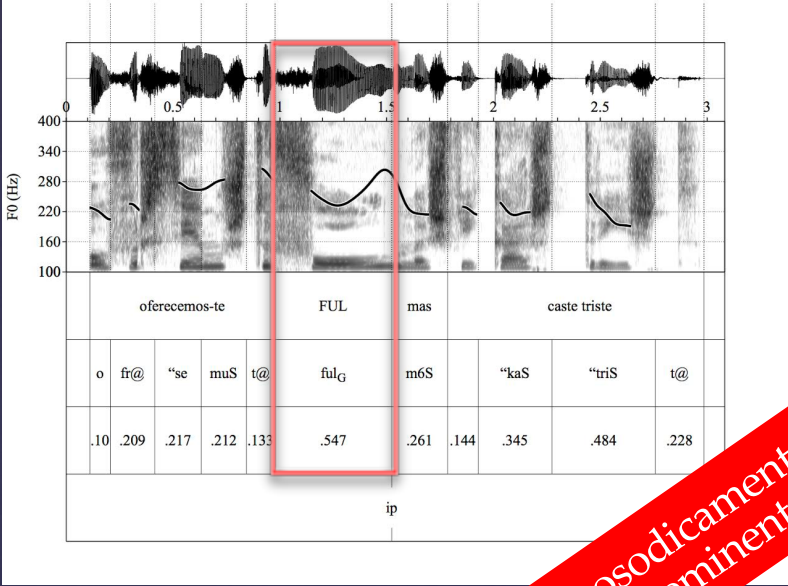 0 0.5 1 1.5 2 2.5 3
400
340
280
220
160
100
F0 (Hz)
oferecemos-te FUL mas caste triste
o fr@ “se muS t@ fulG m6S “kaS “triS t@
.10 .209 .217 .212 .133 .547 .261 .144 .345 .484 .228
ip